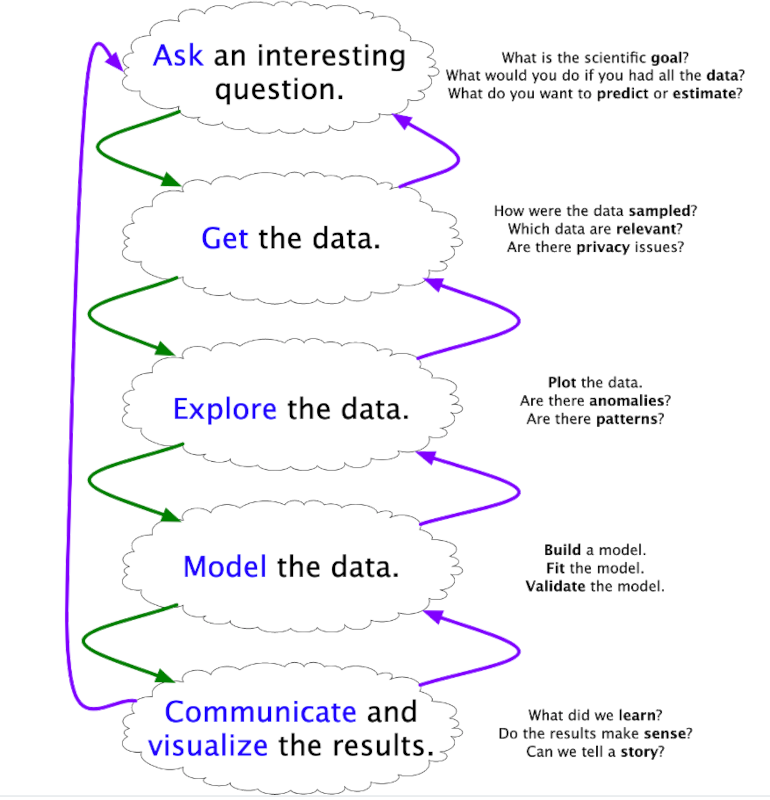 Ask an interesting
question.
What is the scientific goal?
What would you do if you had all the data?
What do you want to predict or estimate?
Get the data.
How were the data sampled?
Which data are relevant?
Are there privacy issues?
Explore the data.
Plot the data.
Are there anomalies?
Are there patterns?
Model the data.
Build a model.
Fit the model.
Validate the model.
Communicate and
visualize the results.
What did we learn?
Do the results make sense?
Can we tell a story?